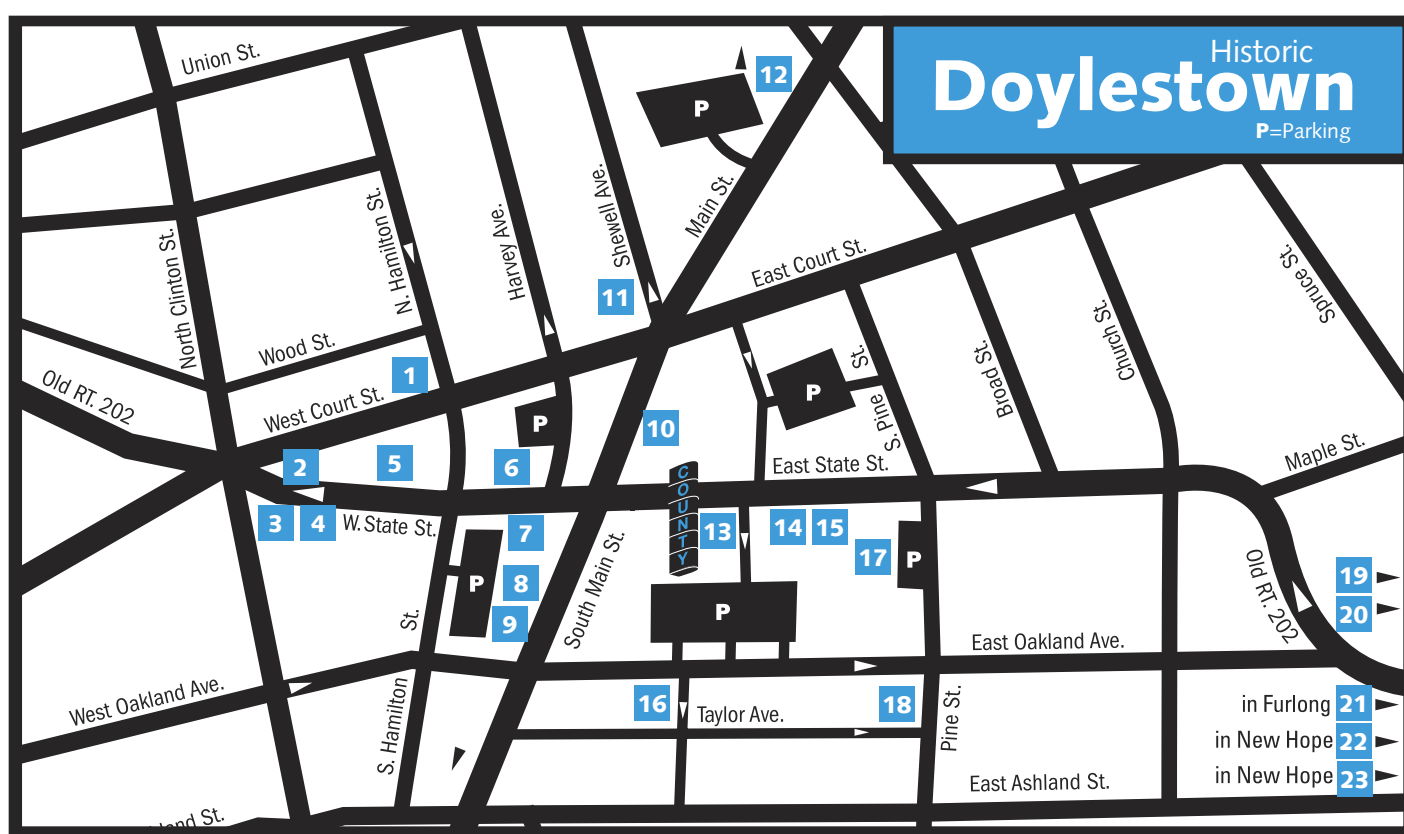 Historic
Doylestown
P=Parking
Union St.
12
P
Shewell Ave.
Main St.
N. Hamilton St.
Harvey Ave.
North Clinton St.
East Court St.
Spruce St.
11
Church St.
Wood St.
1
Old RT. 202
West Court St.
P
P
S. Pine
St.
Broad St.
10
2
5
6
East State St.
Maple St.
COUNTY
3
4
W. State St.
7
13
14
15
17
P
8
P
9
P
South Main St.
Old RT. 202
19
20
St.
S. Hamilton
East Oakland Ave.
West Oakland Ave.
16
Taylor Ave.
18
Pine St.
in Furlong 21
in New Hope 22
in New Hope 23
East Ashland St.
land St.